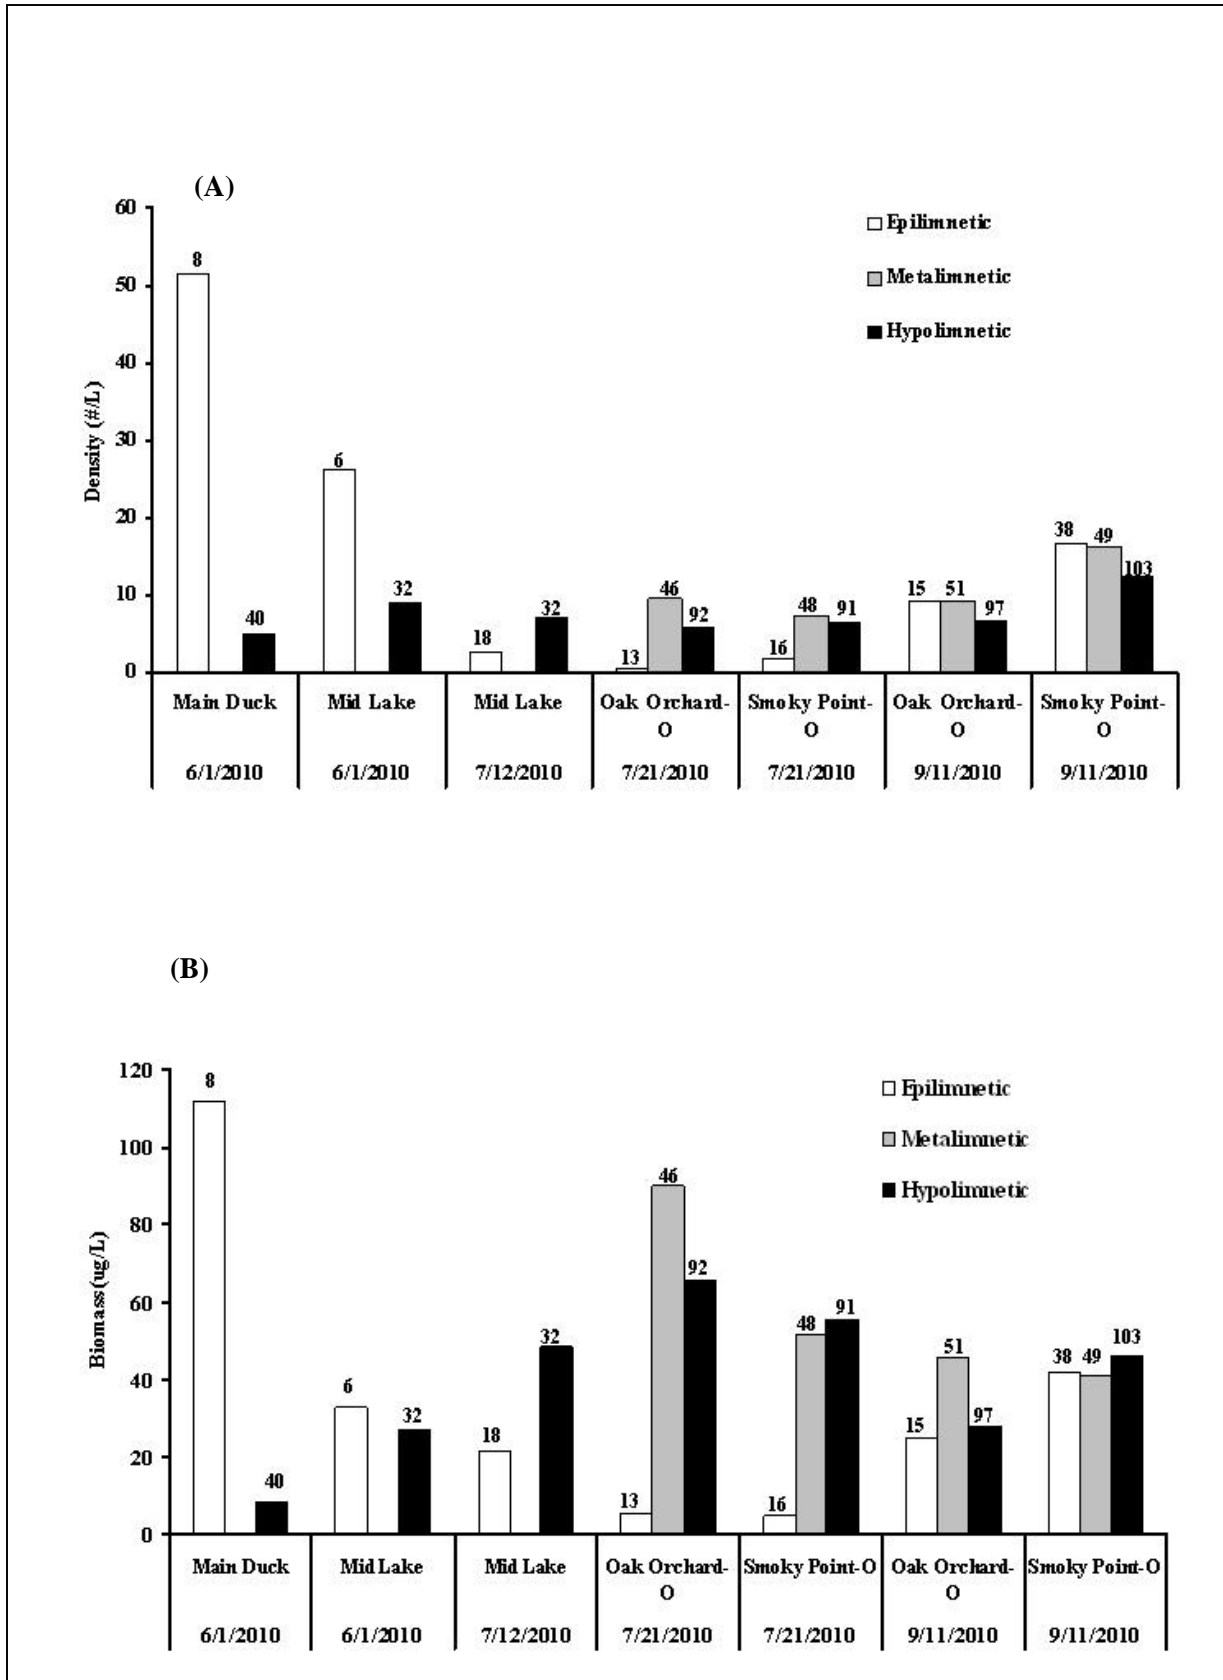 (A)
60
50
40
30
20
10
0
Density (#/L)
Epilimnetic
Metalimnetic
Hypolimnetic
8
40
6
32
18
32
13
46
92
16
48
91
15
51
97
38
49
103
Main Duck
Mid Lake
Mid Lake
Oak Orchard-
O
Smoky Point-
O
Oak Orchard-
O
Smoky Point-
O
6/1/2010
6/1/2010
7/12/2010
7/21/2010
7/21/2010
9/11/2010
9/11/2010
(B)
120
100
80
60
40
20
0
Biomass(ug/L)
Epilimnetic
Metalimnetic
Hypolimnetic
8
40
6
32
18
32
13
46
92
16
48
91
15
51
97
38
49
103
Main Duck
Mid Lake
Mid Lake
Oak Orchard-
O
Smoky Point-O
Oak Orchard-
O
Smoky Point-O
6/1/2010
6/1/2010
7/12/2010
7/21/2010
7/21/2010
9/11/2010
9/11/2010